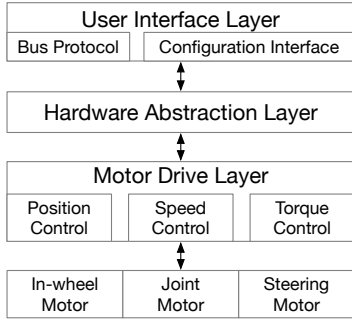 User Interface Layer
Bus Protocol Configuration Interface
Hardware Abstraction Layer
Motor Drive Layer
Position Speed Torque
Control Control Control
In-wheel Joint Steering
Motor Motor Motor